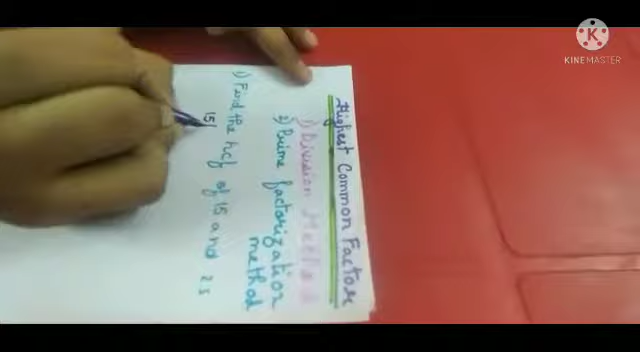 Highest Common Factor
1) Division Method
2) Prime factorization
method
1) Find the hcf of 15 and 25
15)
KINEMASTER